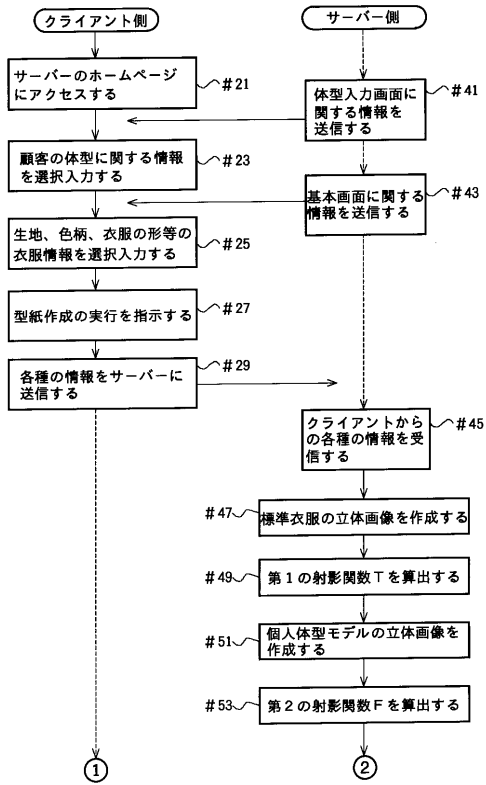 クライアント側
サーバーのホームページ
にアクセスする
#21
顧客の体型に関する情報
を選択入力する
#23
生地、色柄、衣服の形等の
衣服情報を選択入力する
#25
型紙作成の実行を指示する
#27
各種の情報をサーバーに
送信する
#29
①
サーバー側
体型入力画面に
関する情報を
送信する
#41
基本画面に関する
情報を送信する
#43
クライアントから
の各種の情報を受
信する
#45
#47
標準衣服の立体画像を作成する
#49
第1の射影関数Tを算出する
#51
個人体型モデルの立体画像を
作成する
#53
第2の射影関数Fを算出する
②